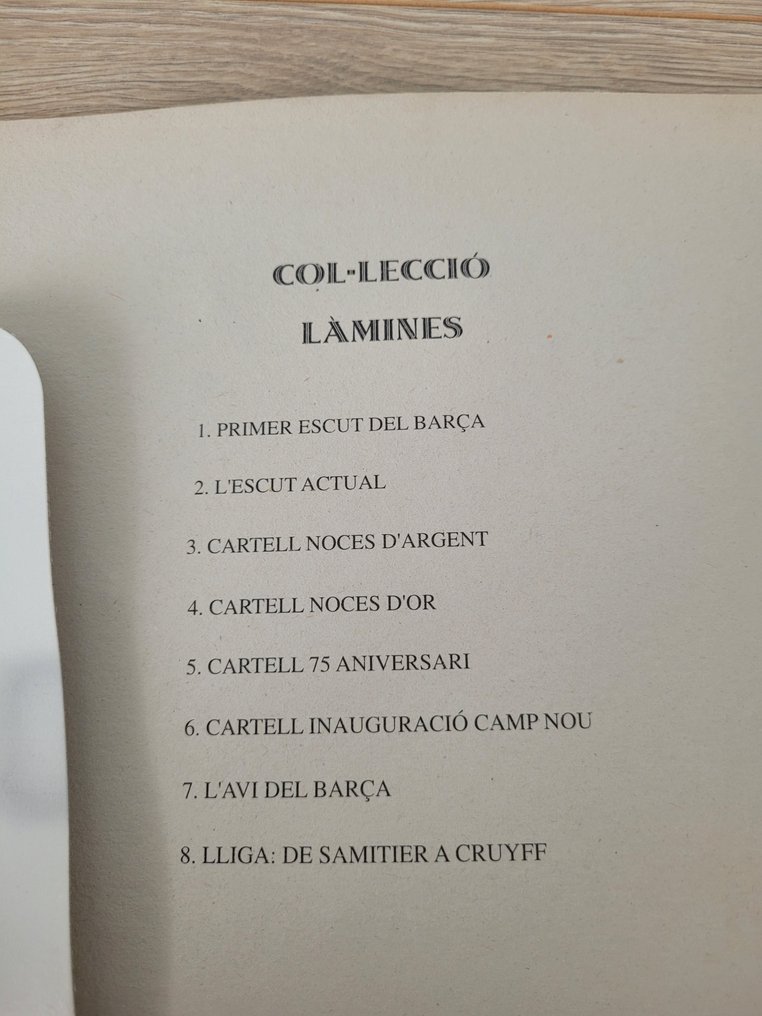 COL·LECCIÓ
LÀMINES
1. PRIMER ESCUT DEL BARÇA
2. L'ESCUT ACTUAL
3. CARTELL NOCES D'ARGENT
4. CARTELL NOCES D'OR
5. CARTELL 75 ANIVERSARI
6. CARTELL INAUGURACIÓ CAMP NOU
7. L'AVI DEL BARÇA
8. LLIGA: DE SAMITIER A CRUYFF